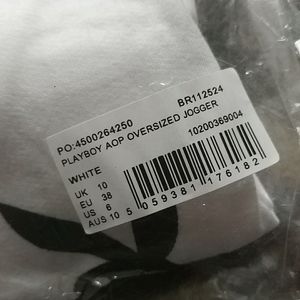 PO:4500264250 BR112524
PLAYBOY AOP OVERSIZED JOGGER
10200369004
WHITE
UK 10
EU 38
US 6
AUS 10
5 059381 176182